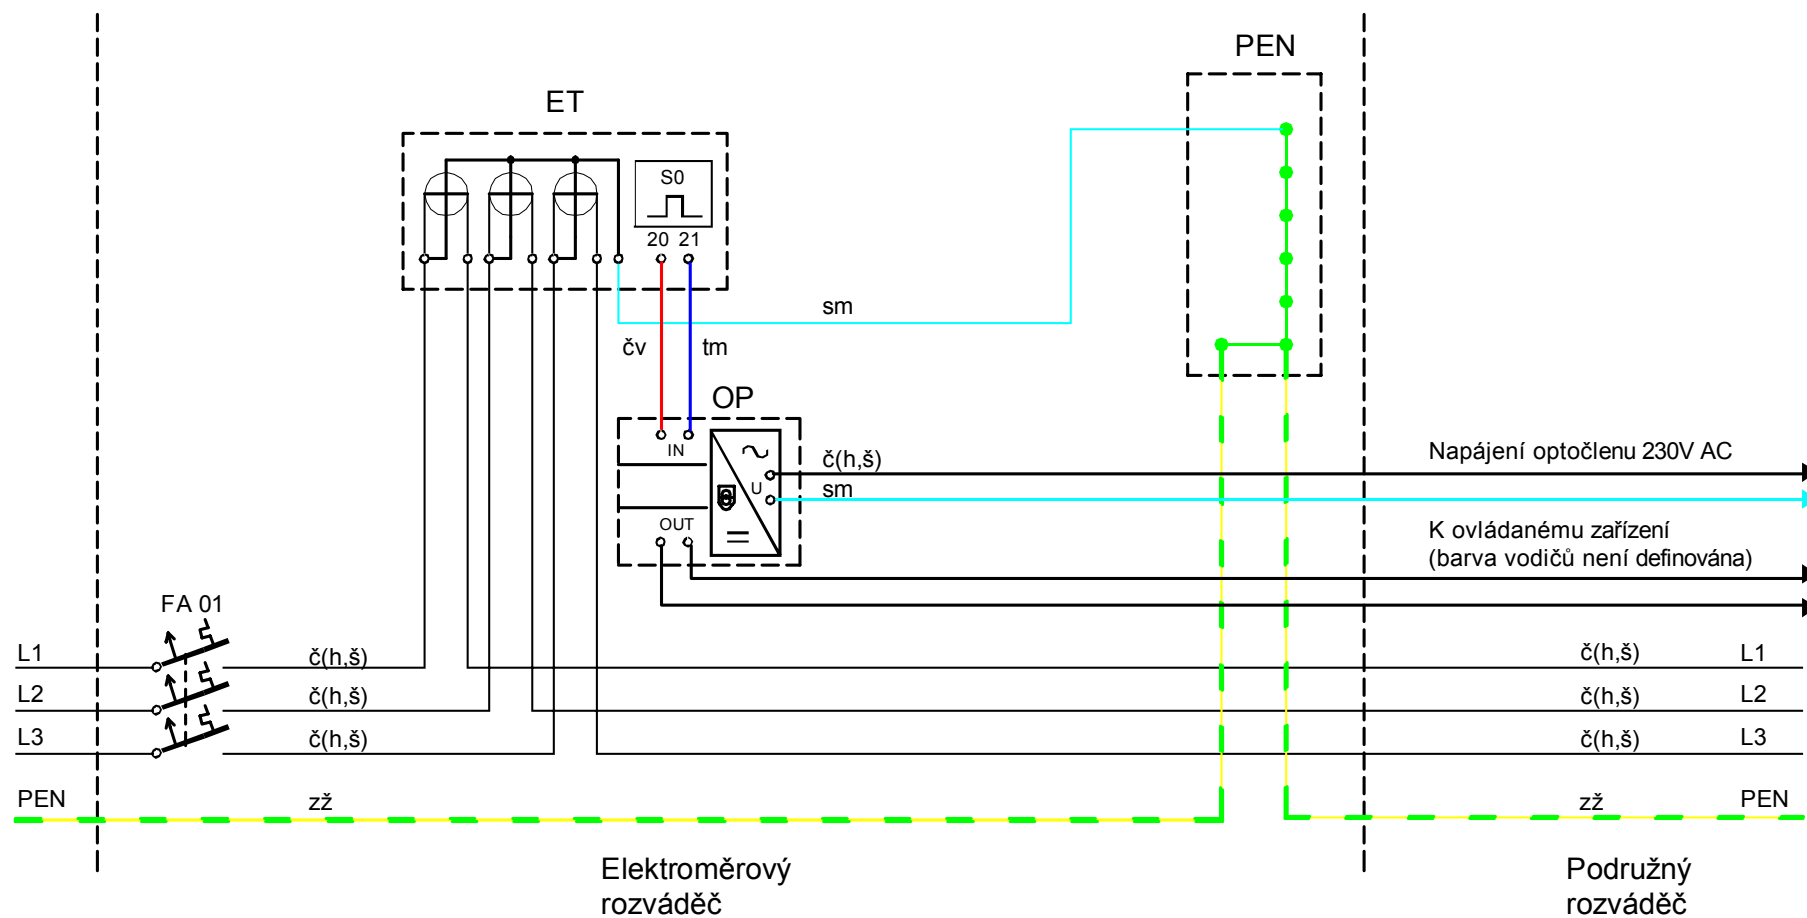 PEN
ET
S0
20 21
sm
čv
tm
OP
IN
U
OUT
č(h,š)
sm
Napájení optočlenu 230V AC
K ovládanému zařízení
(barva vodičů není definována)
FA 01
L1
č(h,š)
č(h,š)
L1
L2
č(h,š)
č(h,š)
L2
L3
č(h,š)
č(h,š)
L3
PEN
zž
zž
PEN
Elektroměrový
rozváděč
Podružný
rozváděč